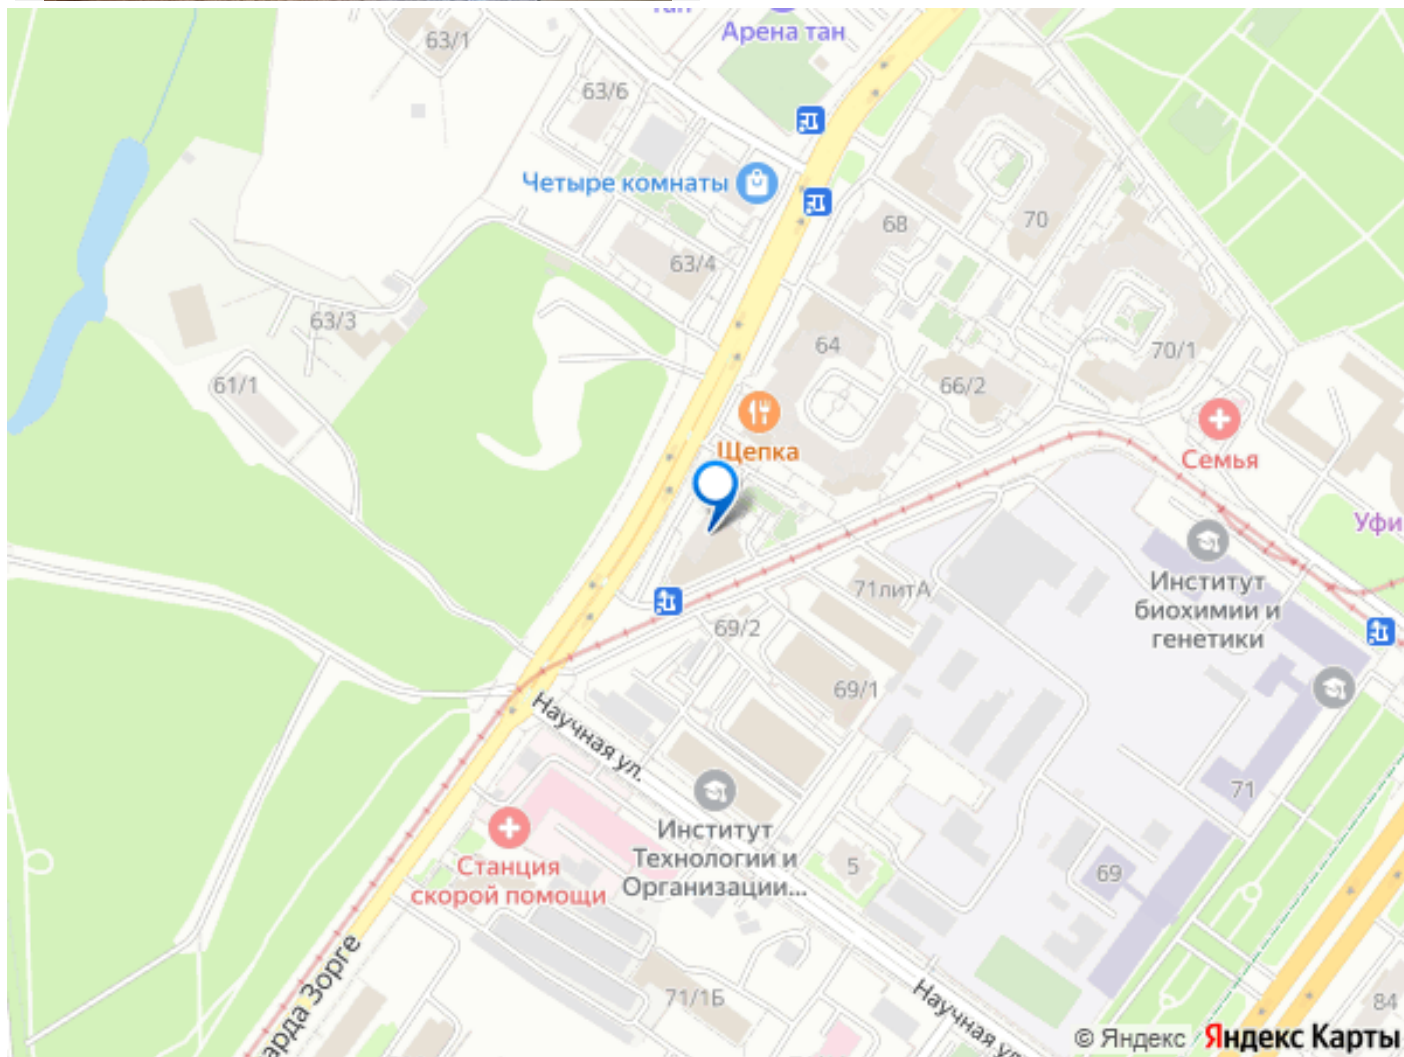 Арена тан
63/1
63/6
Четыре комнаты
68
70
63/4
63/3
64
70/1
61/1
66/2
Щепка
Семья
Уфи
71литА
Институт
биохимии и
генетики
69/2
69/1
Научная ул.
71
Институт
Технологии и
Организации...
Станция
скорой помощи
5
69
арда Зорге
71/1Б
Научная ул
84
© Яндекс Яндекс Карты